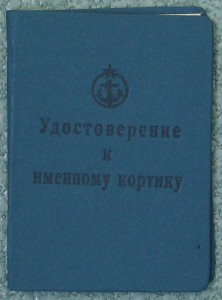 Удостоверение
к
именному кортику